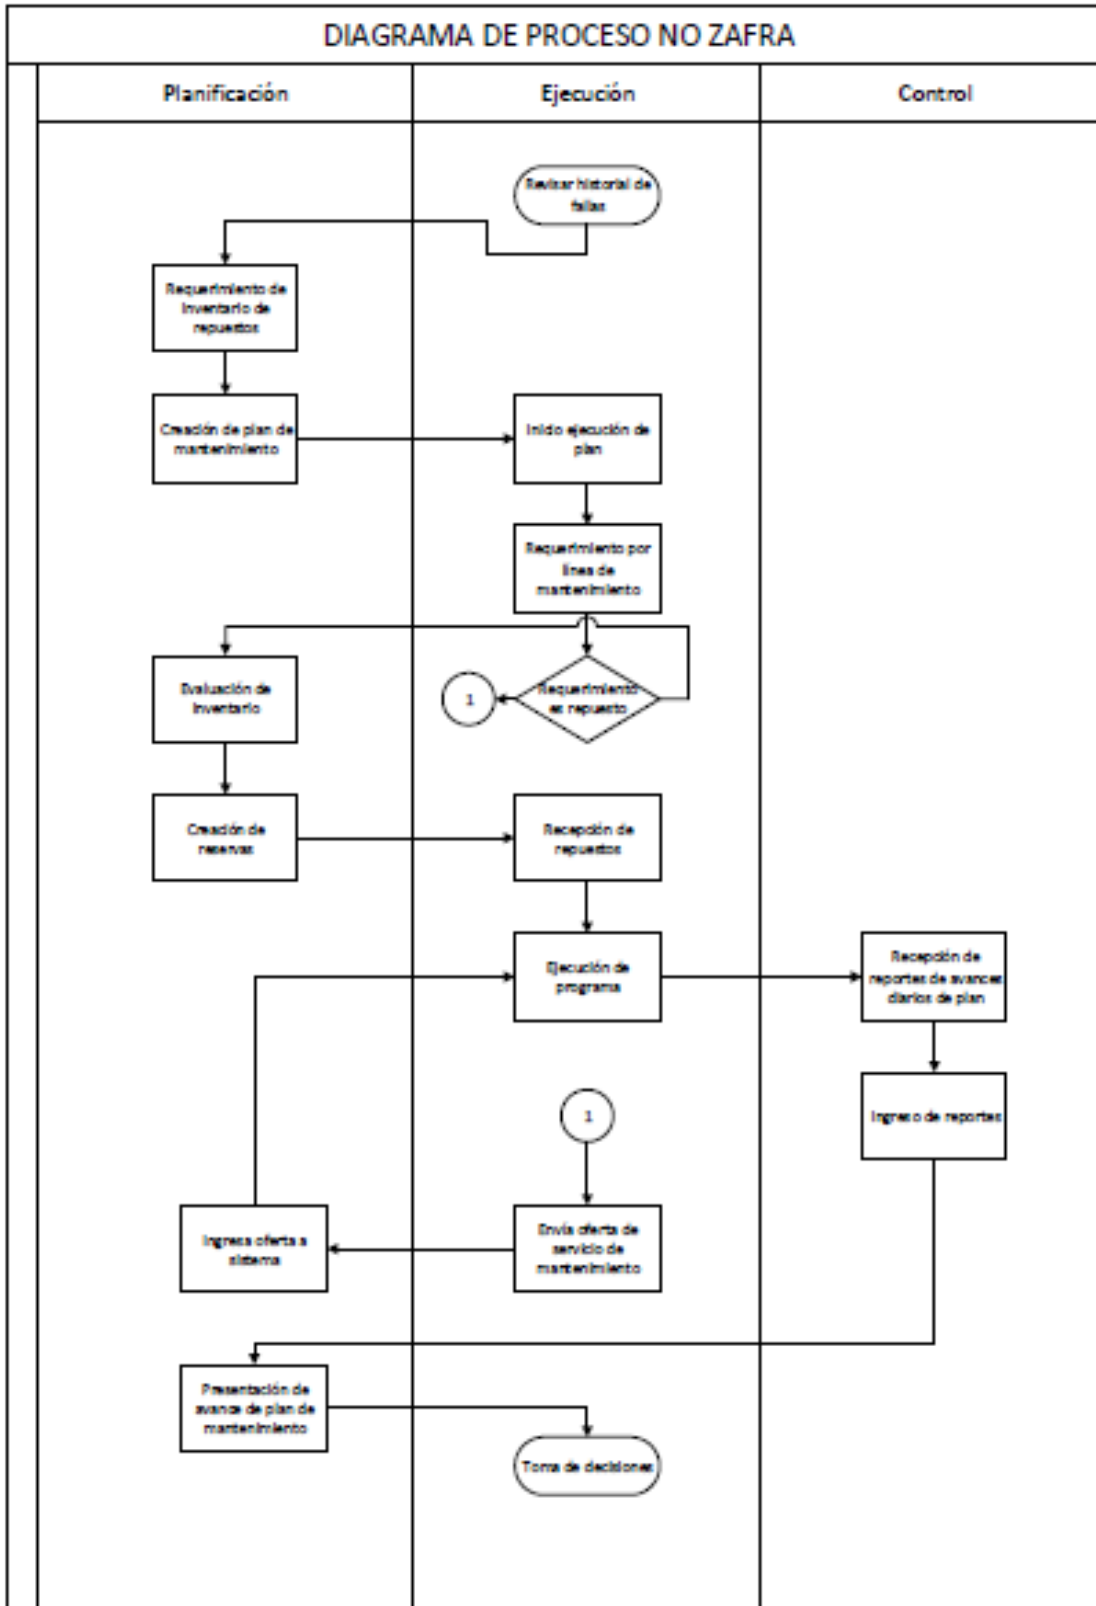 DIAGRAMA DE PROCESO NO ZAFRA
Planificación
Ejecución
Control
Revisar historial de
fallas
Requerimiento de
inventario de
repuestos
Creación de plan de
mantenimiento
Inicio ejecución de
plan
Requerimiento por
línea de
mantenimiento
Evaluación de
inventario
1
Requerimiento
es repuesto
Creación de
reservas
Recepción de
repuestos
Ejecución de
programa
Recepción de
reportes de avances
diarios de plan
1
Ingreso de reportes
Ingresa oferta a
sistema
Envía oferta de
servicio de
mantenimiento
Presentación de
avance de plan de
mantenimiento
Toma de decisiones